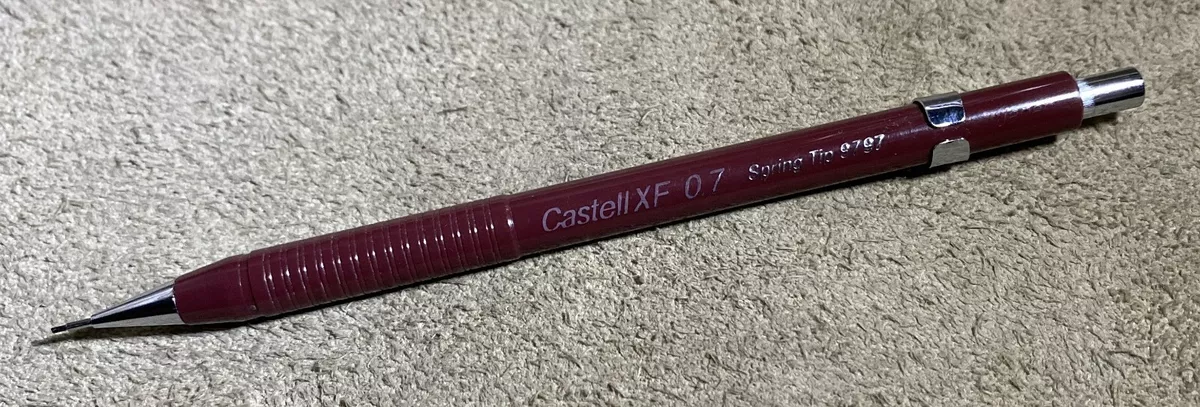 Castell XF 0.7 Spring Tip 9797